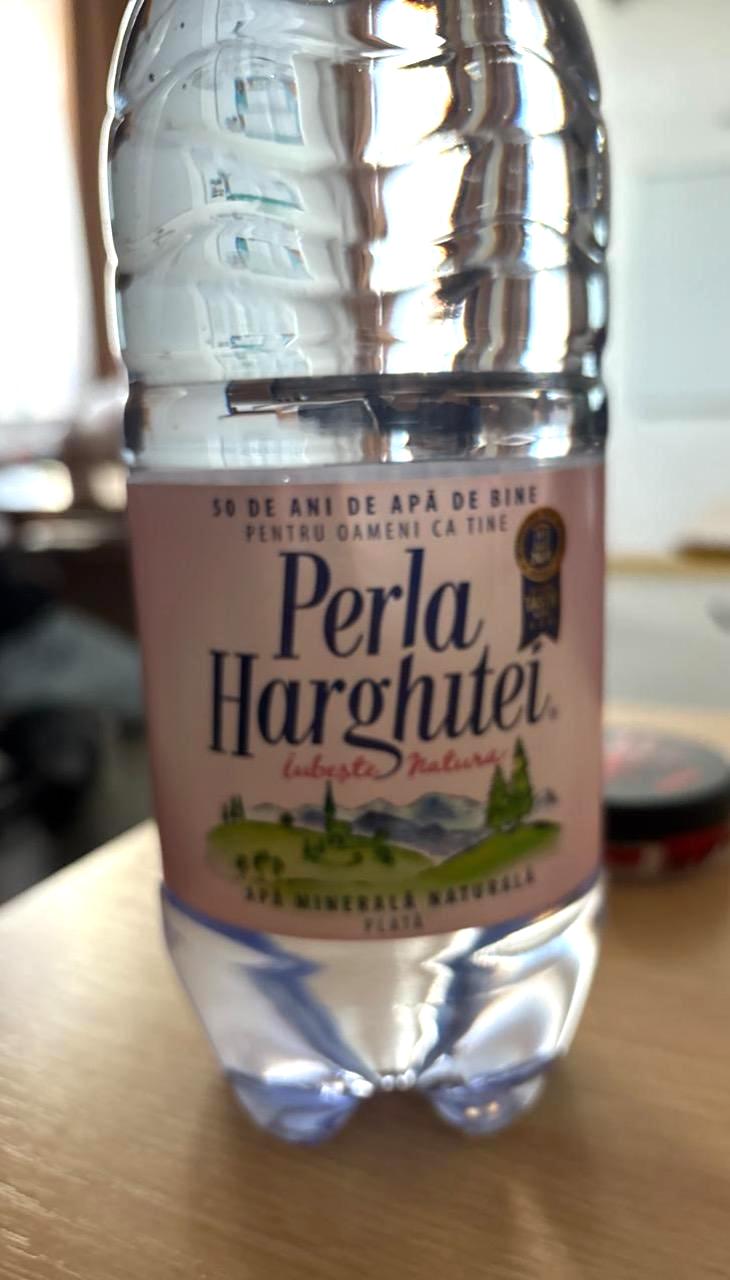 50 DE ANI DE APĂ DE BINE
PENTRU OAMENI CA TINE
Perla
Harghitei
iubește Natura
APĂ MINERALĂ NATURALĂ
PLATĂ